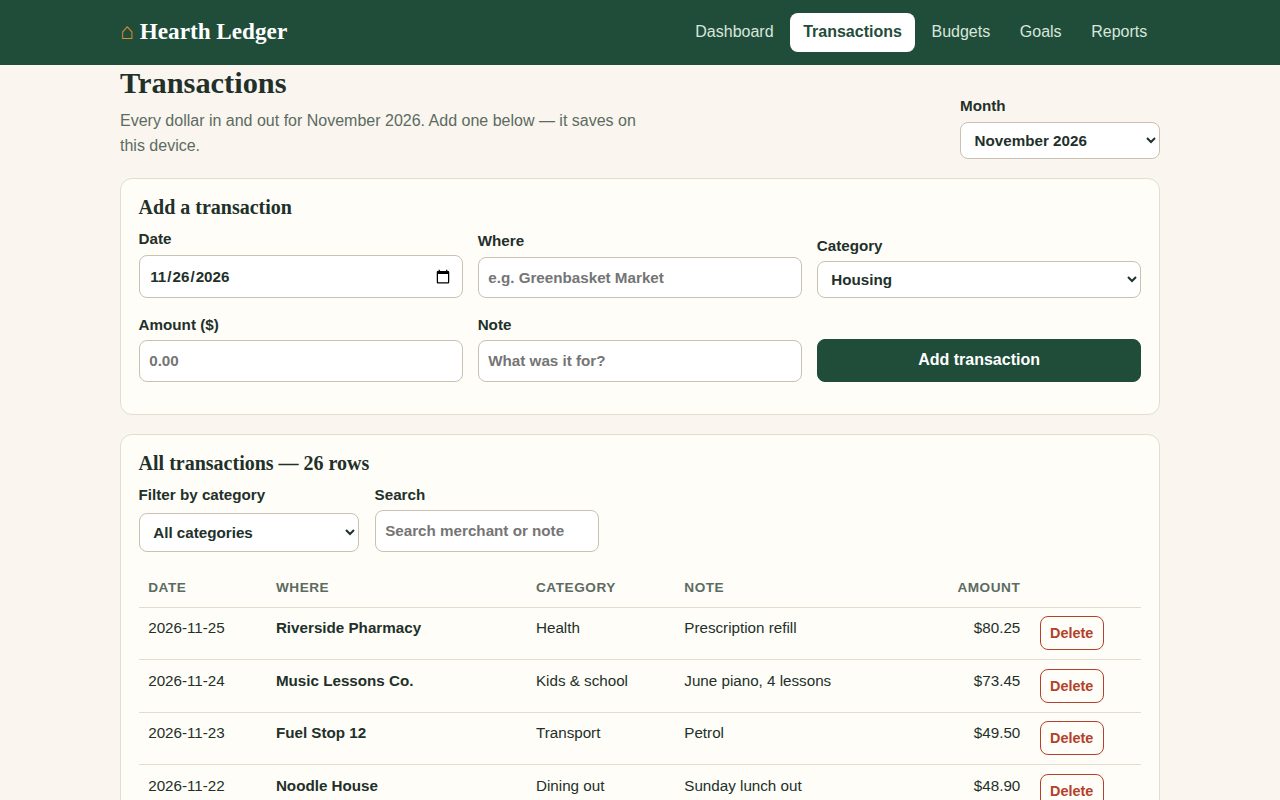 ⌂ Hearth Ledger
Dashboard Transactions Budgets Goals Reports
Transactions
Every dollar in and out for November 2026. Add one below — it saves on
this device.
Month
November 2026
Add a transaction
Date Where Category
11/26/2026 e.g. Greenbasket Market Housing
Amount ($) Note
0.00 What was it for? Add transaction
All transactions — 26 rows
Filter by category Search
All categories Search merchant or note
DATE WHERE CATEGORY NOTE AMOUNT
2026-11-25 Riverside Pharmacy Health Prescription refill $80.25 Delete
2026-11-24 Music Lessons Co. Kids & school June piano, 4 lessons $73.45 Delete
2026-11-23 Fuel Stop 12 Transport Petrol $49.50 Delete
2026-11-22 Noodle House Dining out Sunday lunch out $48.90 Delete